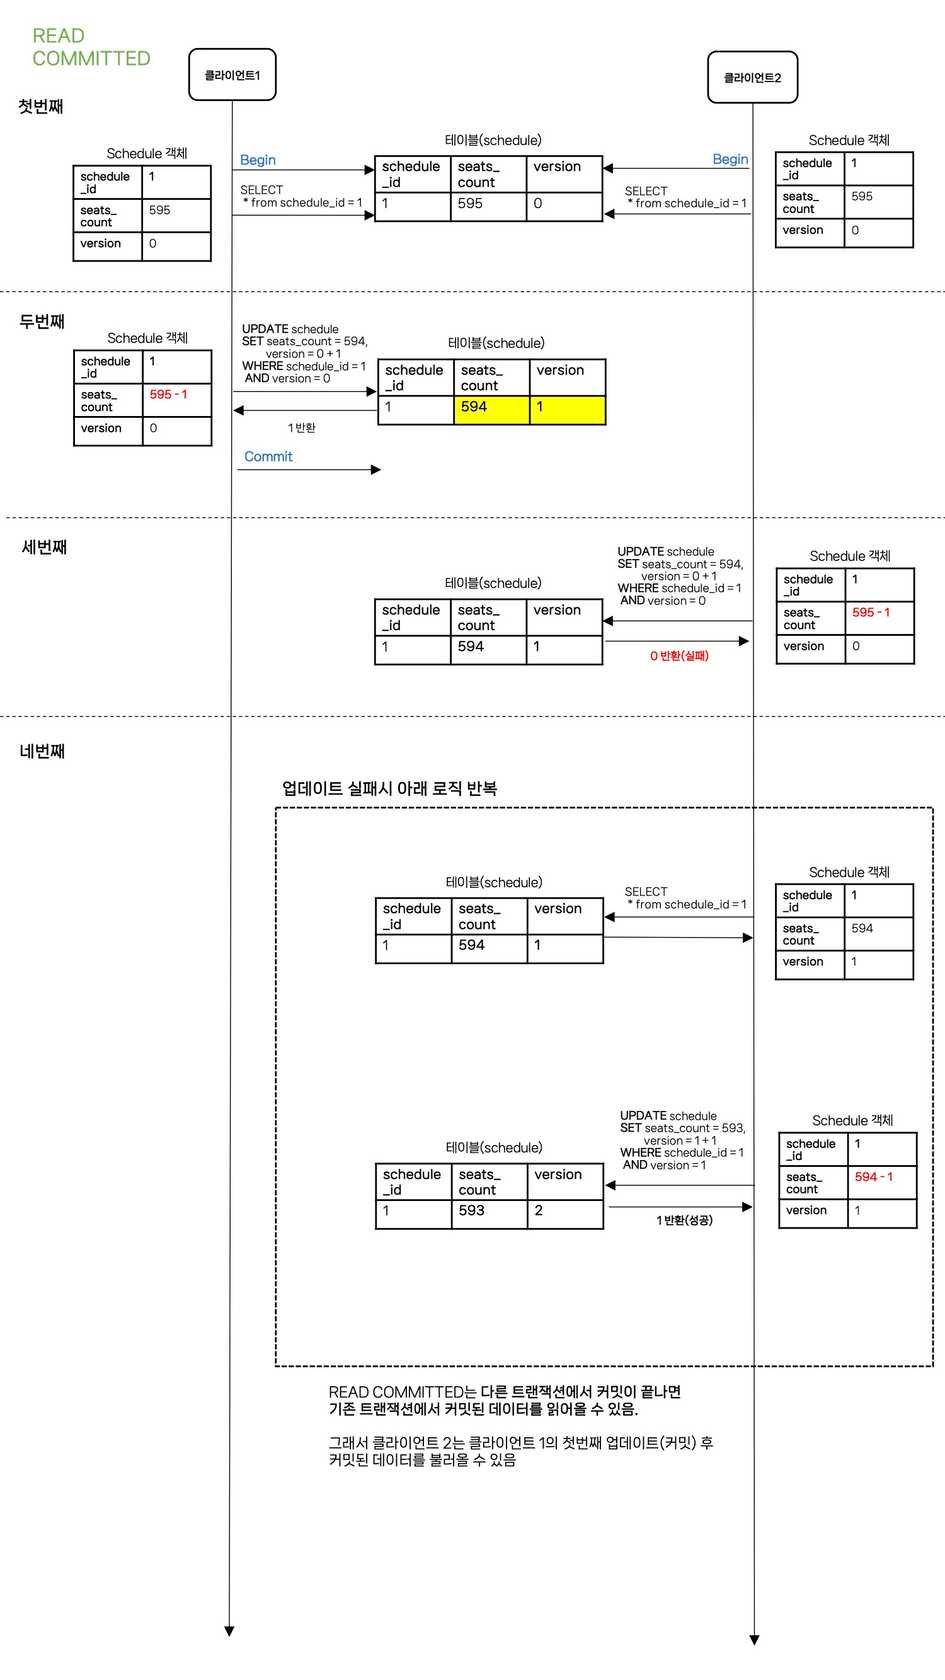 READ
COMMITTED
클라이언트1
클라이언트2
첫번째
Schedule 객체
schedule
_id
1
seats_
count
595
version
0
Begin
SELECT
* from schedule_id = 1
테이블(schedule)
schedule
_id
seats_
count
version
1
595
0
Begin
SELECT
* from schedule_id = 1
Schedule 객체
schedule
_id
1
seats_
count
595
version
0
두번째
Schedule 객체
schedule
_id
1
seats_
count
595 - 1
version
0
UPDATE schedule
SET seats_count = 594,
version = 0 + 1
WHERE schedule_id = 1
AND version = 0
1 반환
Commit
테이블(schedule)
schedule
_id
seats_
count
version
1
594
1
세번째
테이블(schedule)
schedule
_id
seats_
count
version
1
594
1
UPDATE schedule
SET seats_count = 594,
version = 0 + 1
WHERE schedule_id = 1
AND version = 0
0 반환(실패)
Schedule 객체
schedule
_id
1
seats_
count
595 - 1
version
0
네번째
업데이트 실패시 아래 로직 반복
테이블(schedule)
schedule
_id
seats_
count
version
1
594
1
SELECT
* from schedule_id = 1
Schedule 객체
schedule
_id
1
seats_
count
594
version
1
테이블(schedule)
schedule
_id
seats_
count
version
1
593
2
UPDATE schedule
SET seats_count = 593,
version = 1 + 1
WHERE schedule_id = 1
AND version = 1
1 반환(성공)
Schedule 객체
schedule
_id
1
seats_
count
594 - 1
version
1
READ COMMITTED는 다른 트랜잭션에서 커밋이 끝나면
기존 트랜잭션에서 커밋된 데이터를 읽어올 수 있음.
그래서 클라이언트 2는 클라이언트 1의 첫번째 업데이트(커밋) 후
커밋된 데이터를 불러올 수 있음